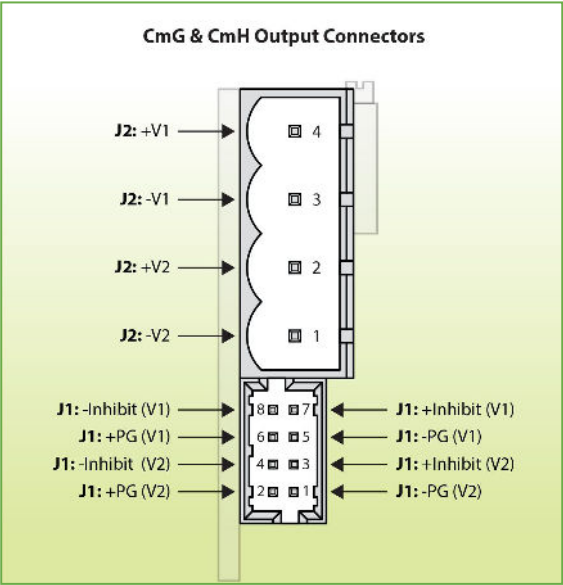 CmG & CmH Output Connectors
J2: +V1
4
J2: -V1
3
J2: +V2
2
J2: -V2
1
J1: -Inhibit (V1)
8
7
J1: +Inhibit (V1)
J1: +PG (V1)
6
5
J1: -PG (V1)
J1: -Inhibit (V2)
4
3
J1: +Inhibit (V2)
J1: +PG (V2)
2
1
J1: -PG (V2)